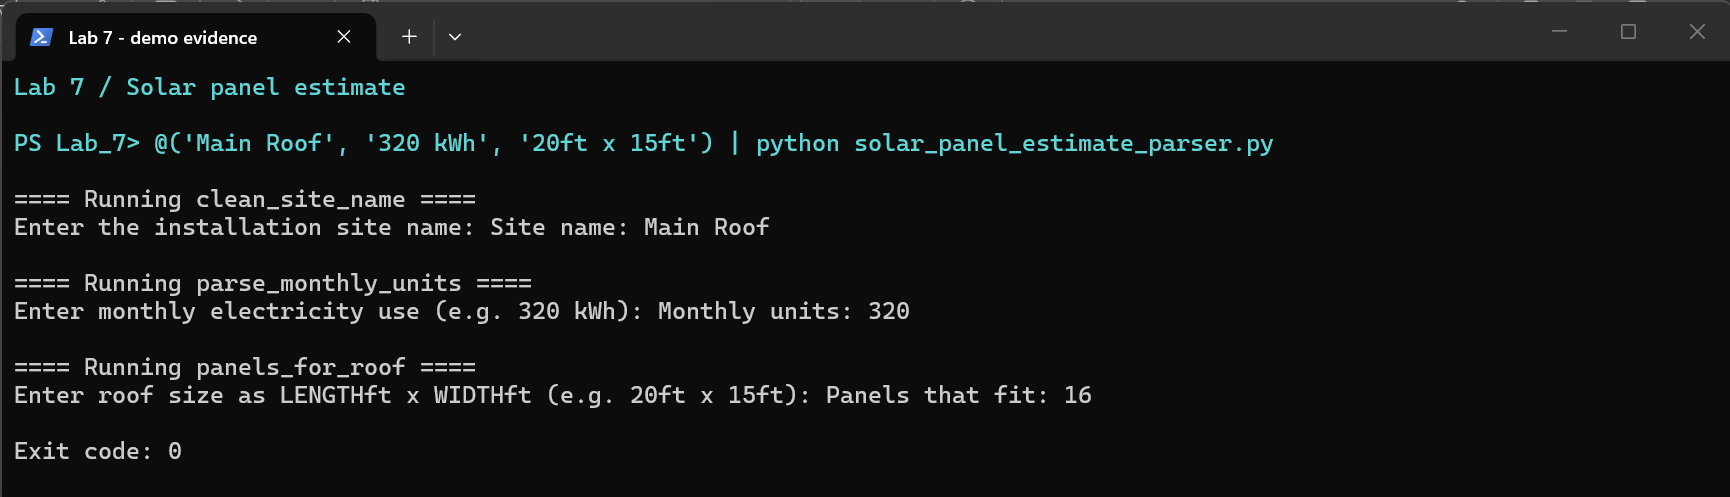 Lab 7 - demo evidence
Lab 7 / Solar panel estimate
PS Lab_7> @('Main Roof', '320 kWh', '20ft x 15ft') | python solar_panel_estimate_parser.py
==== Running clean_site_name ====
Enter the installation site name: Site name: Main Roof
==== Running parse_monthly_units ====
Enter monthly electricity use (e.g. 320 kWh): Monthly units: 320
==== Running panels_for_roof ====
Enter roof size as LENGTHft x WIDTHft (e.g. 20ft x 15ft): Panels that fit: 16
Exit code: 0